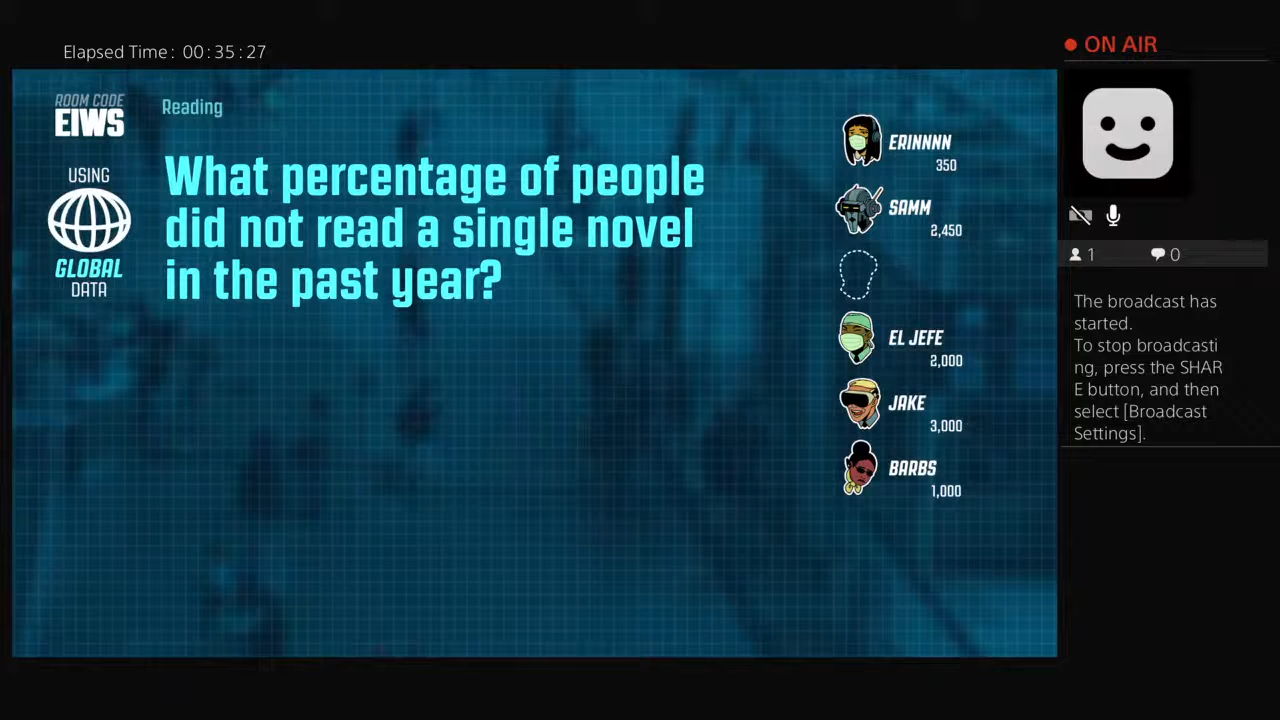 Elapsed Time: 00:35:27
ON AIR
ROOM CODE
EIWS
Reading
USING
GLOBAL
DATA
What percentage of people
did not read a single novel
in the past year?
ERINNNN
350
SAMM
2,450
EL JEFE
2,000
JAKE
3,000
BARBS
1,000
1
0
The broadcast has
started.
To stop broadcasti
ng, press the SHAR
E button, and then
select [Broadcast
Settings].